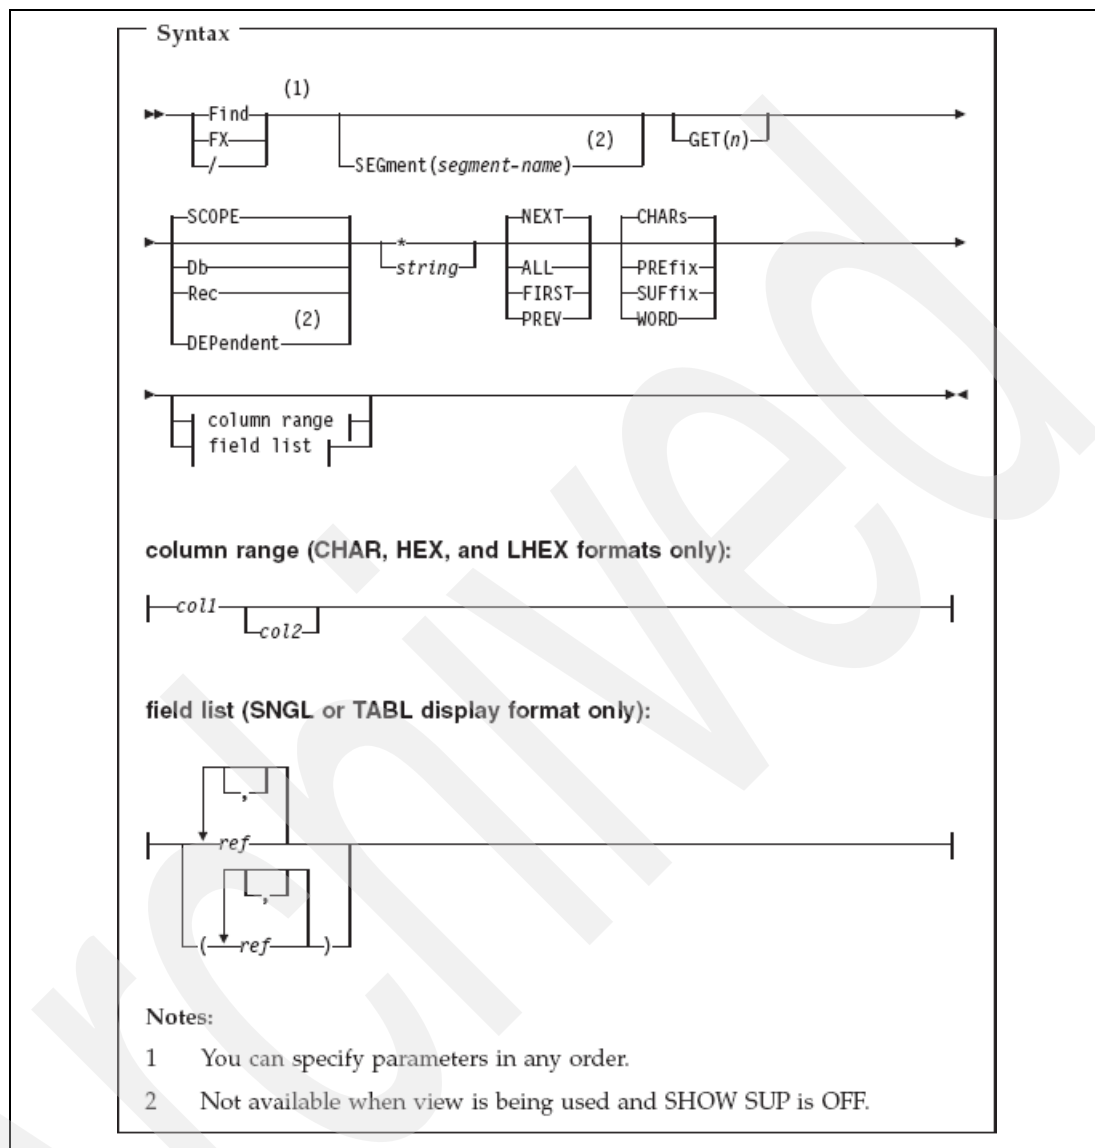 Syntax
(1)
Find
FX
/
(2)
SEGment(segment-name)
GET(n)
SCOPE
Db
Rec
(2)
DEPendent
*
string
NEXT
ALL
FIRST
PREV
CHARs
PREfix
SUFfix
WORD
column range
field list
column range (CHAR, HEX, and LHEX formats only):
col1
col2
field list (SNGL or TABL display format only):
,
ref
,
(ref)
Notes:
1 You can specify parameters in any order.
2 Not available when view is being used and SHOW SUP is OFF.
Archived